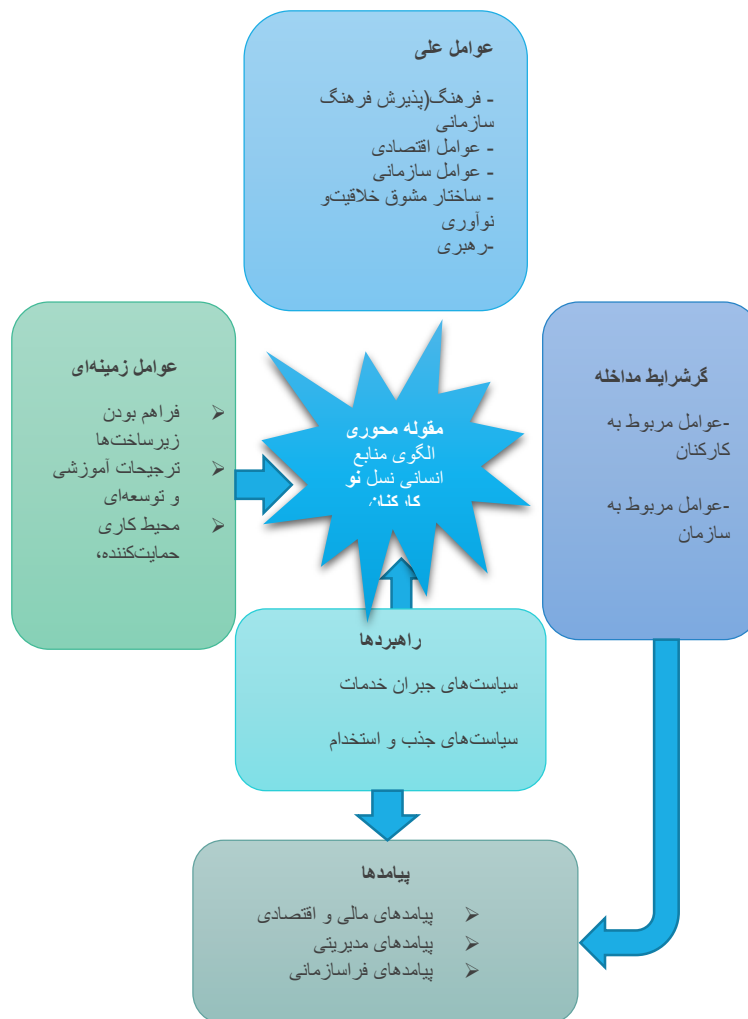 عوامل علی
- فرهنگ(پذیرش فرهنگ
سازمانی
- عوامل اقتصادی
- عوامل سازمانی
- ساختار مشوق خلاقیت‌و
نوآوری
-رهبری
عوامل زمینه‌ای
فراهم بودن
زیرساخت‌ها
ترجیحات آموزشی
و توسعه‌ای
محیط کاری
حمایت‌کننده،
مقوله محوری
الگوی منابع
انسانی نسل نو
کارکنان
گرشرایط مداخله
-عوامل مربوط به
کارکنان
-عوامل مربوط به
سازمان
راهبردها
سیاست‌های جبران خدمات
سیاست‌های جذب و استخدام
پیامدها
پیامدهای مالی و اقتصادی
پیامدهای مدیریتی
پیامدهای فراسازمانی